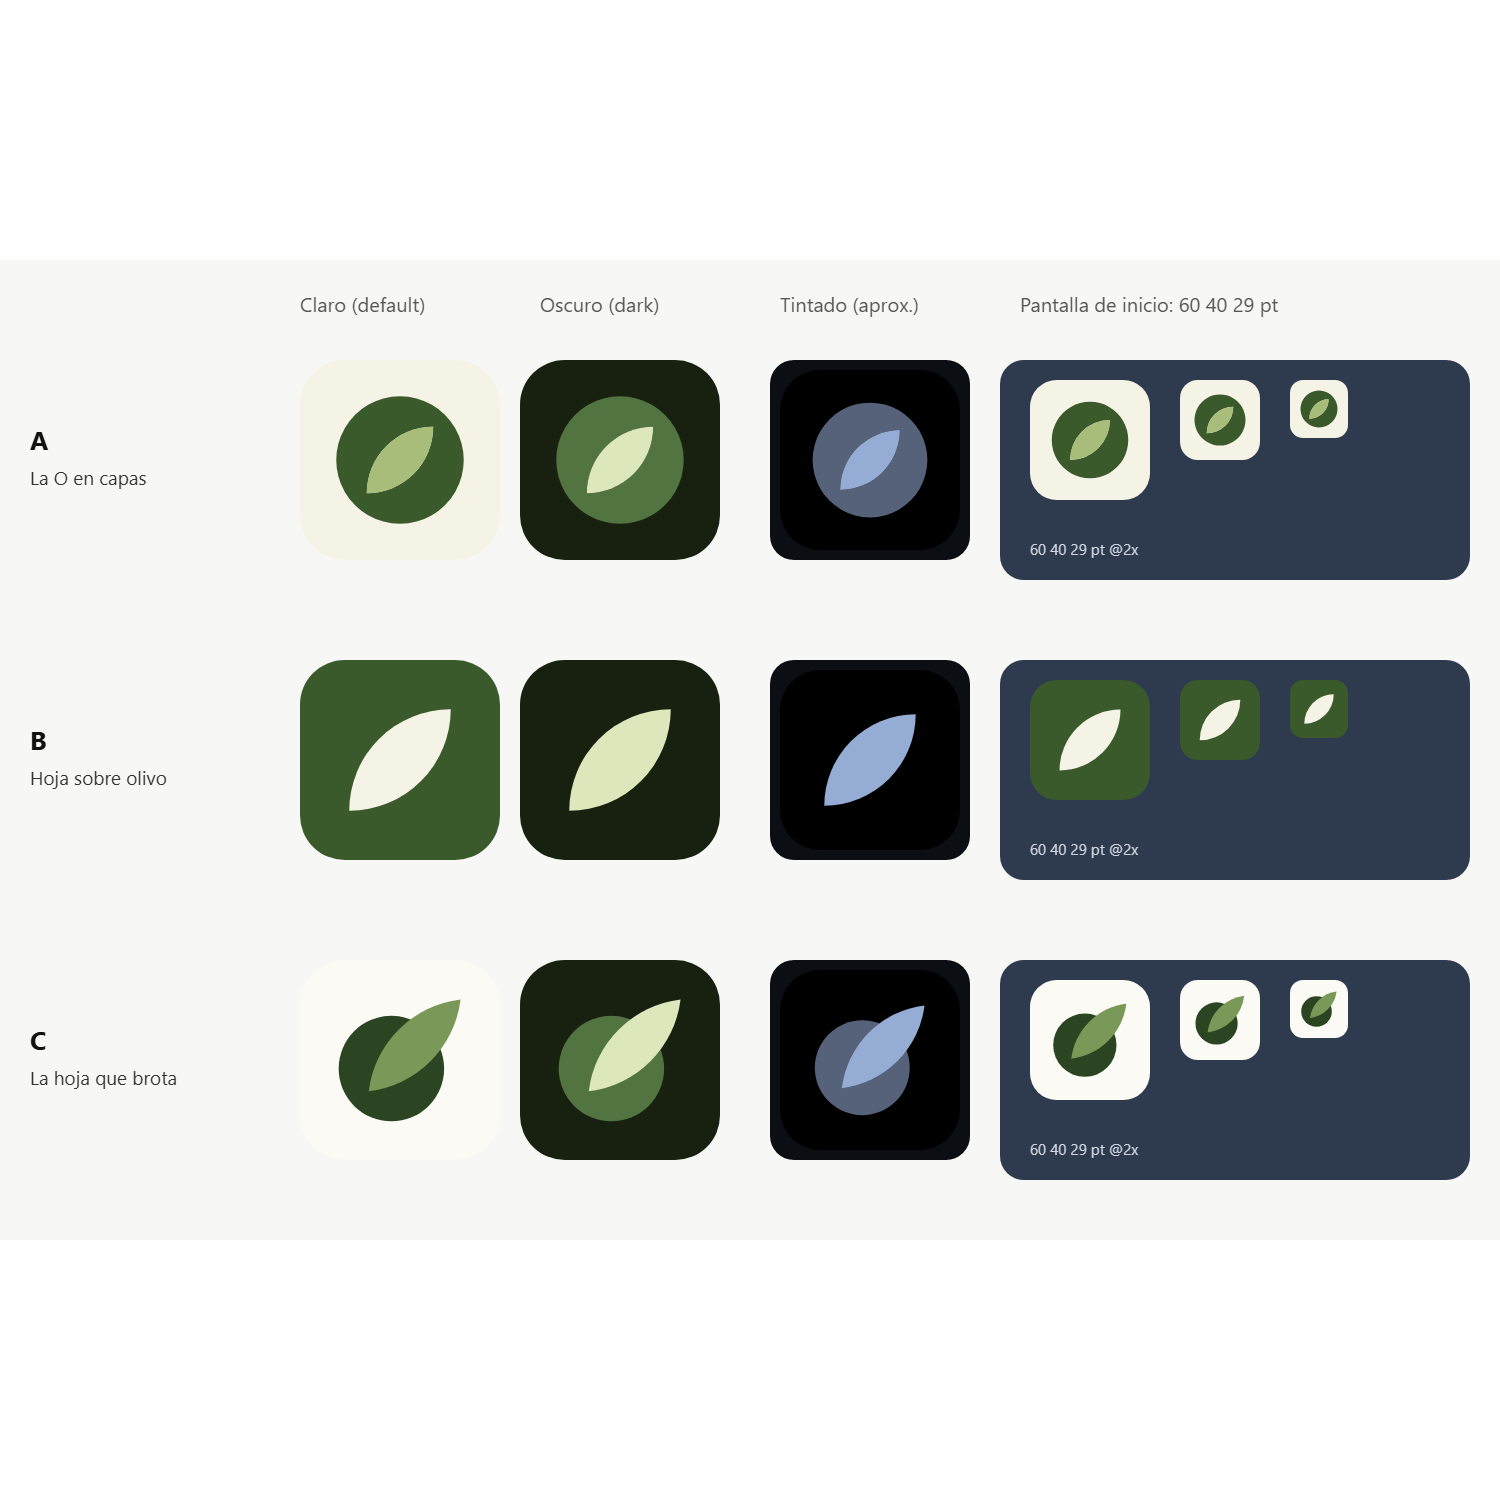 Claro (default)
Oscuro (dark)
Tintado (aprox.)
Pantalla de inicio: 60 40 29 pt
A
La O en capas
60 40 29 pt @2x
B
Hoja sobre olivo
60 40 29 pt @2x
C
La hoja que brota
60 40 29 pt @2x